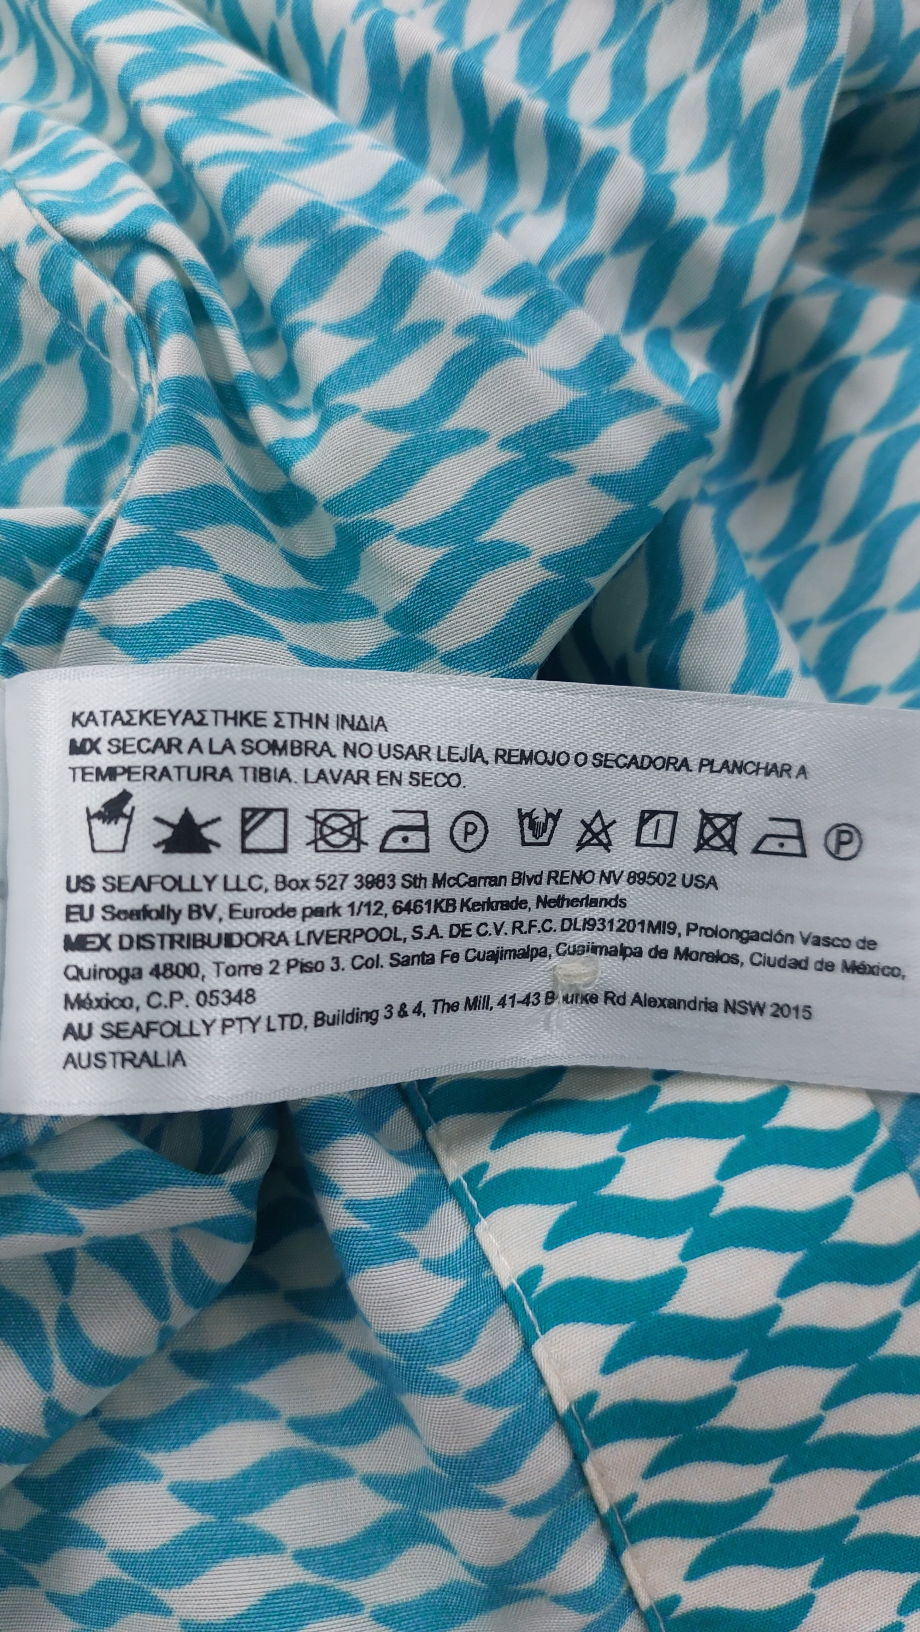 ΚΑΤΑΣΚΕΥΑΣΤΗΚΕ ΣΤΗΝ ΙΝΔΙΑ
MX SECAR A LA SOMBRA. NO USAR LEJÍA, REMOJO O SECADORA. PLANCHAR A
TEMPERATURA TIBIA. LAVAR EN SECO.
P P
US SEAFOLLY LLC, Box 527 3983 Sth McCarran Blvd RENO NV 89502 USA
EU Seafolly BV, Eurode park 1/12, 6461KB Kerkrade, Netherlands
MEX DISTRIBUIDORA LIVERPOOL, S.A. DE C.V. R.F.C. DLI931201MI9, Prolongación Vasco de
Quiroga 4800, Torre 2 Piso 3. Col. Santa Fe Cuajimalpa, Cuajimalpa de Morelos, Ciudad de México,
México, C.P. 05348
AU SEAFOLLY PTY LTD, Building 3 & 4, The Mill, 41-43 Bourke Rd Alexandria NSW 2015
AUSTRALIA